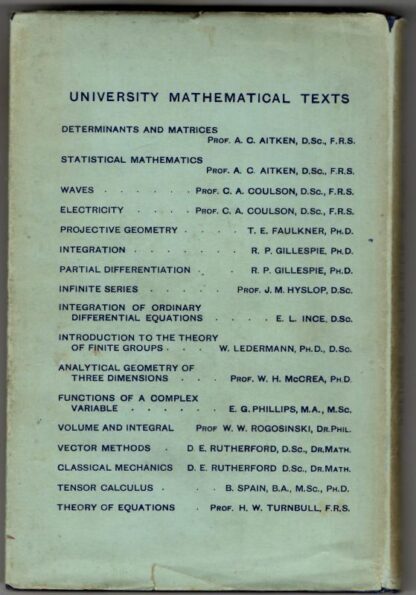 UNIVERSITY MATHEMATICAL TEXTS
DETERMINANTS AND MATRICES
PROF. A. C. AITKEN, D.SC., F.R.S.
STATISTICAL MATHEMATICS
PROF. A. C. AITKEN, D.SC., F.R.S.
WAVES . . . . . . PROF. C. A. COULSON, D.SC., F.R.S.
ELECTRICITY . . . . PROF. C. A. COULSON, D.SC., F.R.S.
PROJECTIVE GEOMETRY . . . . T. E. FAULKNER, PH.D.
INTEGRATION . . . . . . R. P. GILLESPIE, PH.D.
PARTIAL DIFFERENTIATION . . R. P. GILLESPIE, PH.D.
INFINITE SERIES . . . . PROF. J. M. HYSLOP, D.SC.
INTEGRATION OF ORDINARY
DIFFERENTIAL EQUATIONS . . . . E. L. INCE, D.SC.
INTRODUCTION TO THE THEORY
OF FINITE GROUPS . . . W. LEDERMANN, PH.D., D.SC.
ANALYTICAL GEOMETRY OF
THREE DIMENSIONS . . . PROF. W. H. McCREA, PH.D.
FUNCTIONS OF A COMPLEX
VARIABLE . . . . . . E. G. PHILLIPS, M.A., M.SC.
VOLUME AND INTEGRAL PROF W. W. ROGOSINSKI, DR.PHIL.
VECTOR METHODS . D E. RUTHERFORD, D.SC., DR.MATH.
CLASSICAL MECHANICS D. E. RUTHERFORD D.SC., DR.MATH.
TENSOR CALCULUS . . . B. SPAIN, B.A., M.SC., PH.D.
THEORY OF EQUATIONS . PROF. H. W. TURNBULL, F.R.S.